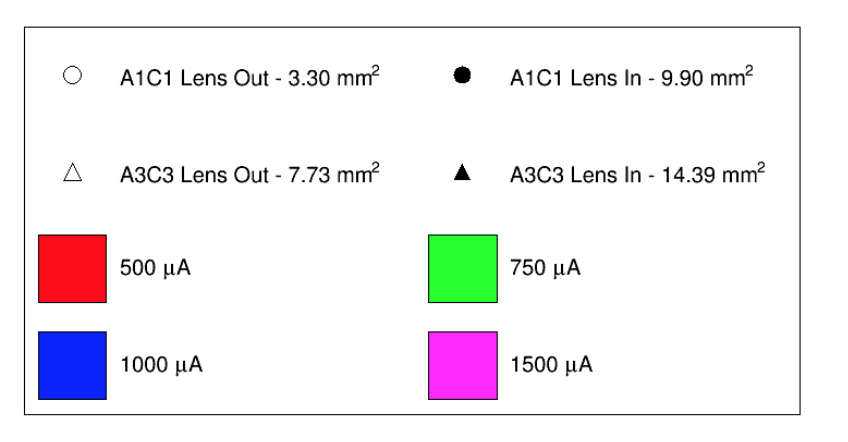 A1C1 Lens Out - 3.30 mm²
A1C1 Lens In - 9.90 mm²
A3C3 Lens Out - 7.73 mm²
A3C3 Lens In - 14.39 mm²
500 μA
750 μA
1000 μA
1500 μA